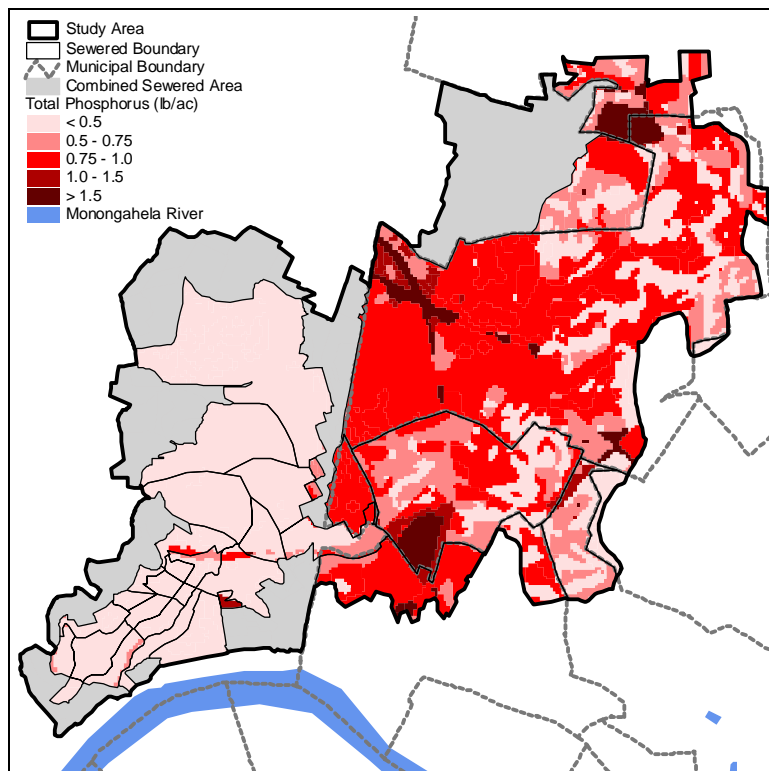 Study Area
Sewered Boundary
Municipal Boundary
Combined Sewered Area
Total Phosphorus (lb/ac)
< 0.5
0.5 - 0.75
0.75 - 1.0
1.0 - 1.5
> 1.5
Monongahela River